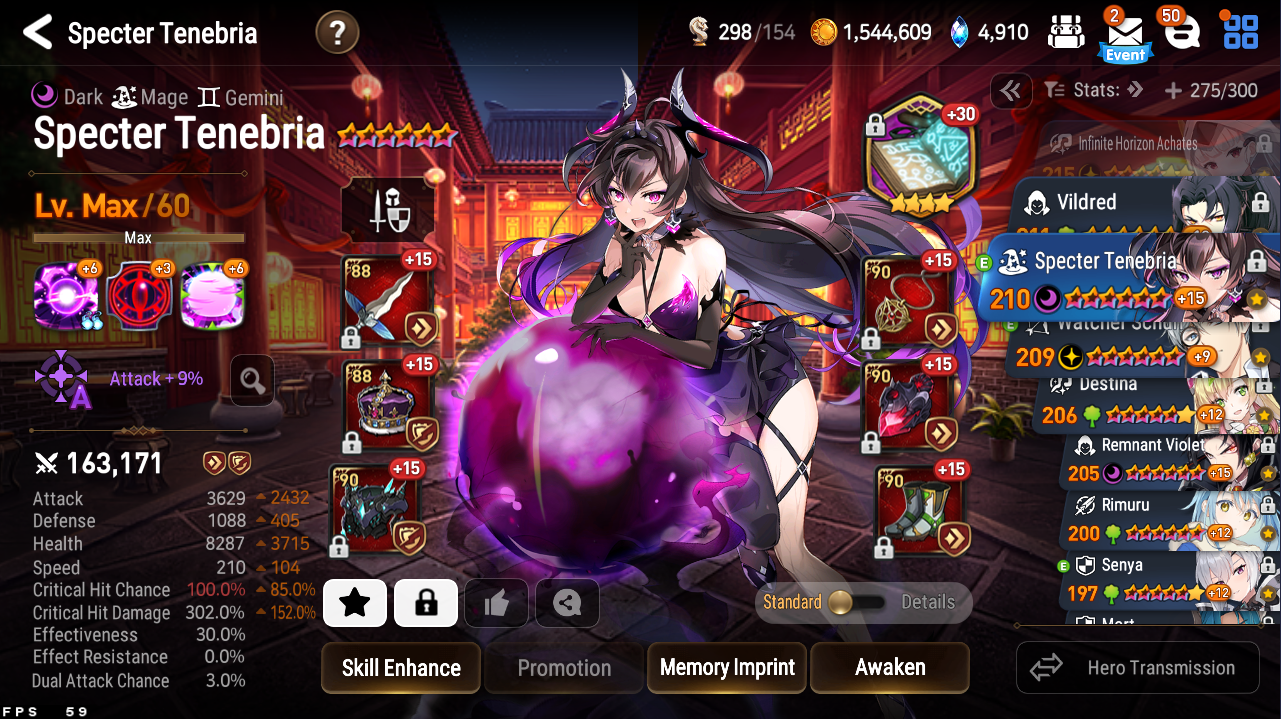 Specter Tenebria
?
298/154
1,544,609
4,910
2
Event
50
Dark Mage Gemini
Specter Tenebria
Lv. Max/60
Max
+6
+3
+6
Attack + 9%
A
163,171
Attack 3629 2432
Defense 1088 405
Health 8287 3715
Speed 210 104
Critical Hit Chance 100.0% 85.0%
Critical Hit Damage 302.0% 152.0%
Effectiveness 30.0%
Effect Resistance 0.0%
Dual Attack Chance 3.0%
FPS 59
88
+15
88
+15
90
+15
+30
90
+15
90
+15
90
+15
Standard
Details
Skill Enhance
Promotion
Memory Imprint
Awaken
Stats:
275/300
Infinite Horizon Achates
215
Vildred
E
Specter Tenebria
210
+15
E
209
+9
Destina
206
+12
Remnant Violet
205
+15
Rimuru
200
+12
E
Senya
197
+12
Hero Transmission